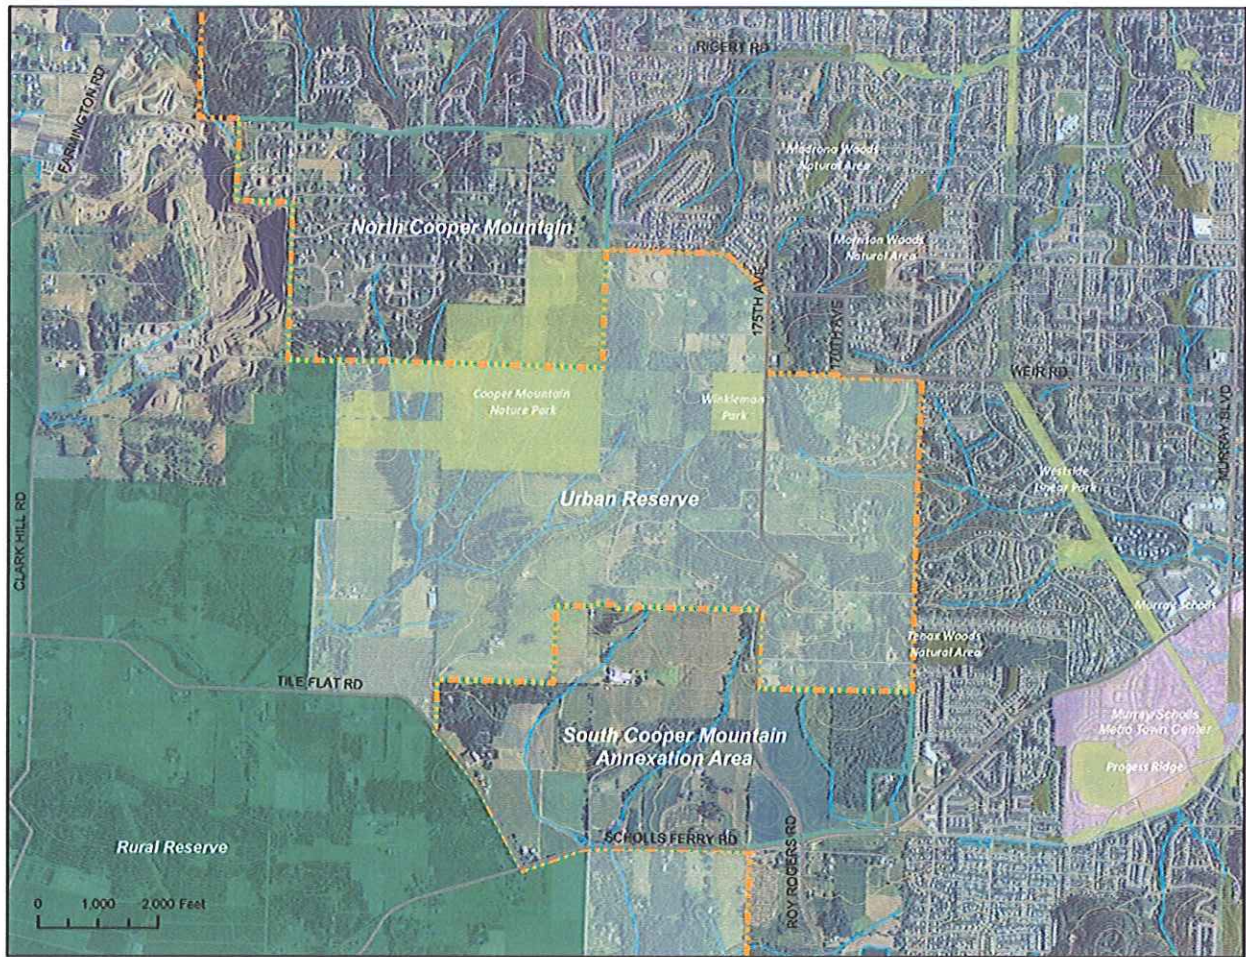 RIGERT RD
FARMINGTON RD
Madrona Woods
Natural Area
North Cooper Mountain
Morrison Woods
Natural Area
175TH AVE
170TH AVE
WEIR RD
Cooper Mountain
Nature Park
Winkleman
Park
MURRAY BLVD
Westside
Linear Park
Urban Reserve
CLARK HILL RD
Murray Scholls
Tenax Woods
Natural Area
TILE FLAT RD
South Cooper Mountain
Annexation Area
Murray Scholls
Metro Town Center
Progess Ridge
SCHOLLS FERRY RD
ROY ROGERS RD
Rural Reserve
0 1,000 2,000 Feet